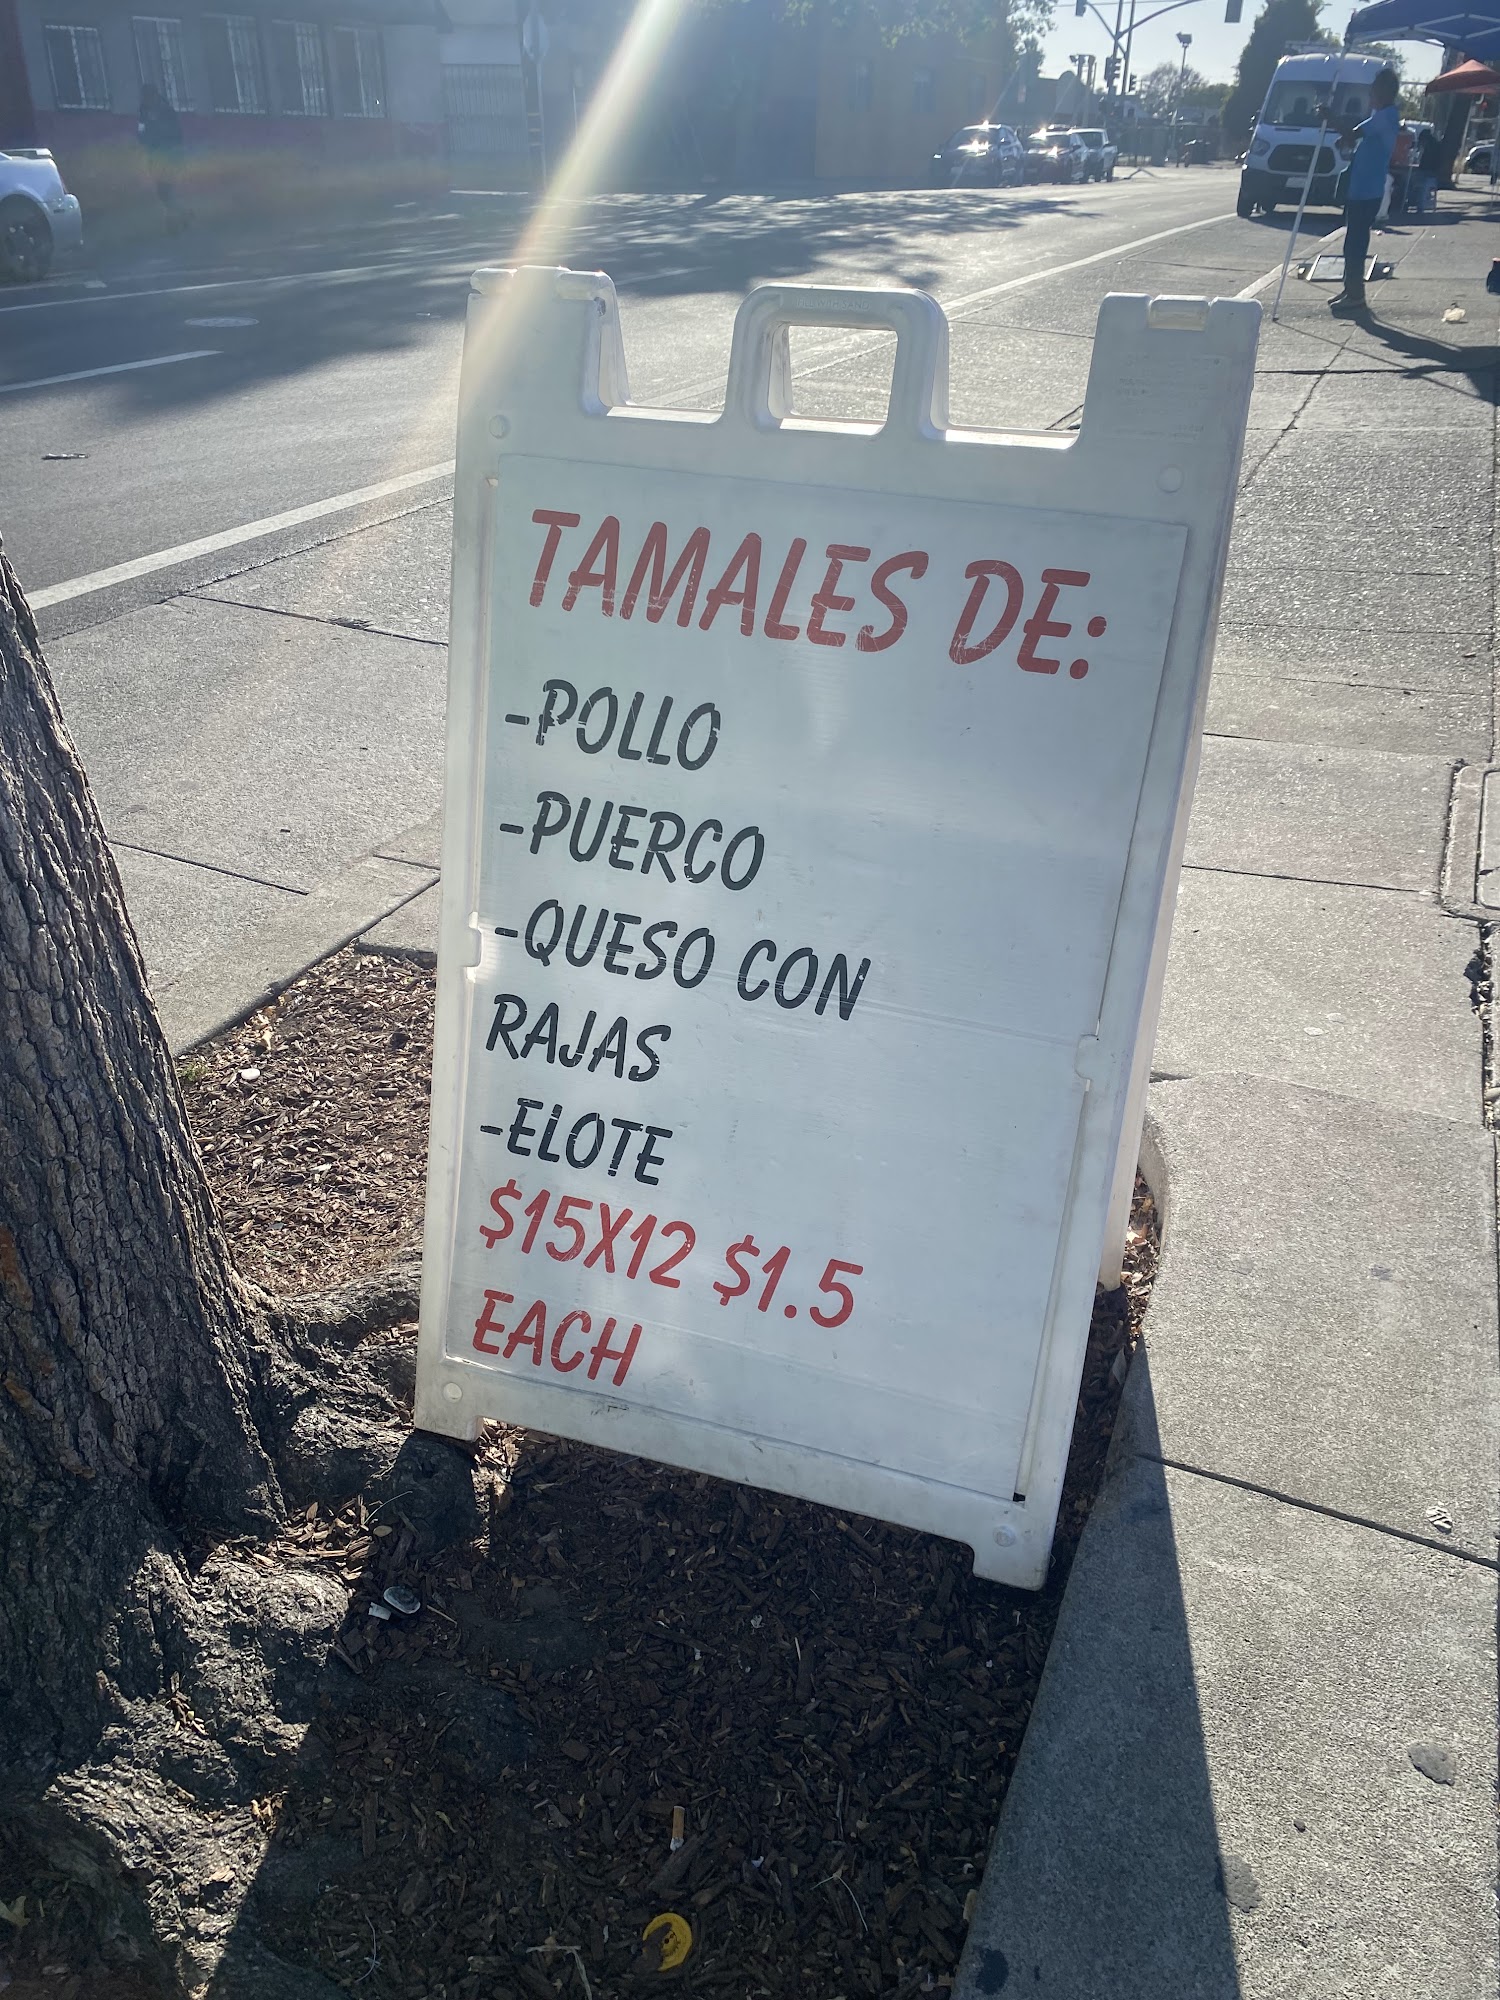 TAMALES DE:
-POLLO
-PUERCO
-QUESO CON
RAJAS
-ELOTE
$15X12 $1.5
EACH